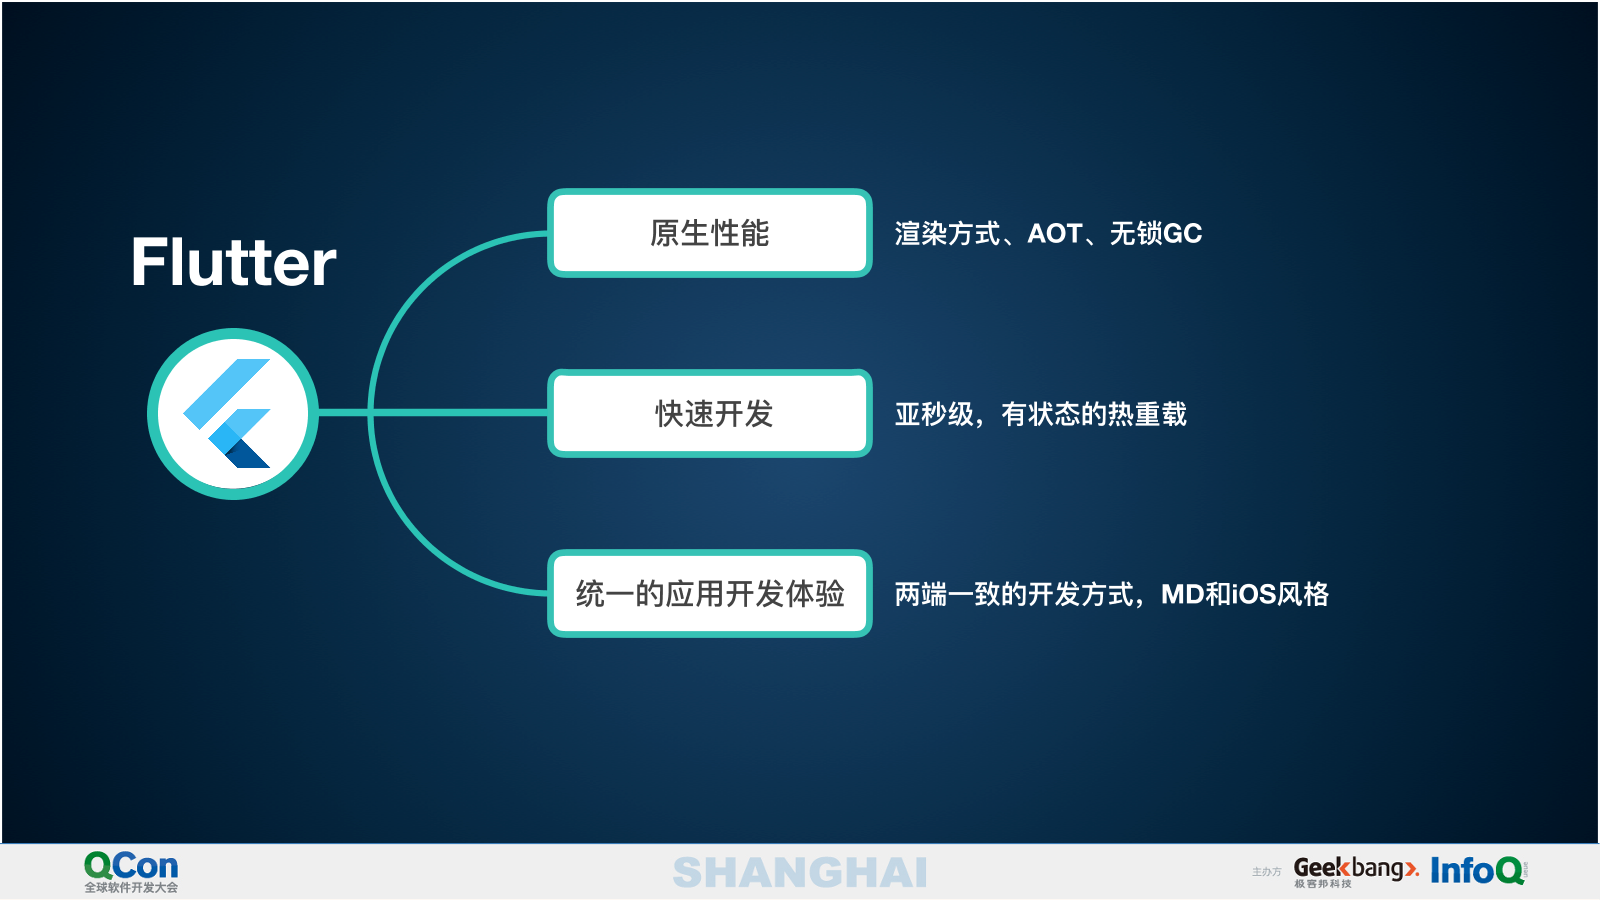 Flutter
原生性能
渲染方式、AOT、无锁GC
快速开发
亚秒级，有状态的热重载
统一的应用开发体验
两端一致的开发方式，MD和iOS风格
QCon
全球软件开发大会
SHANGHAI
主办方
Geekbang>.
极客邦科技
InfoQ